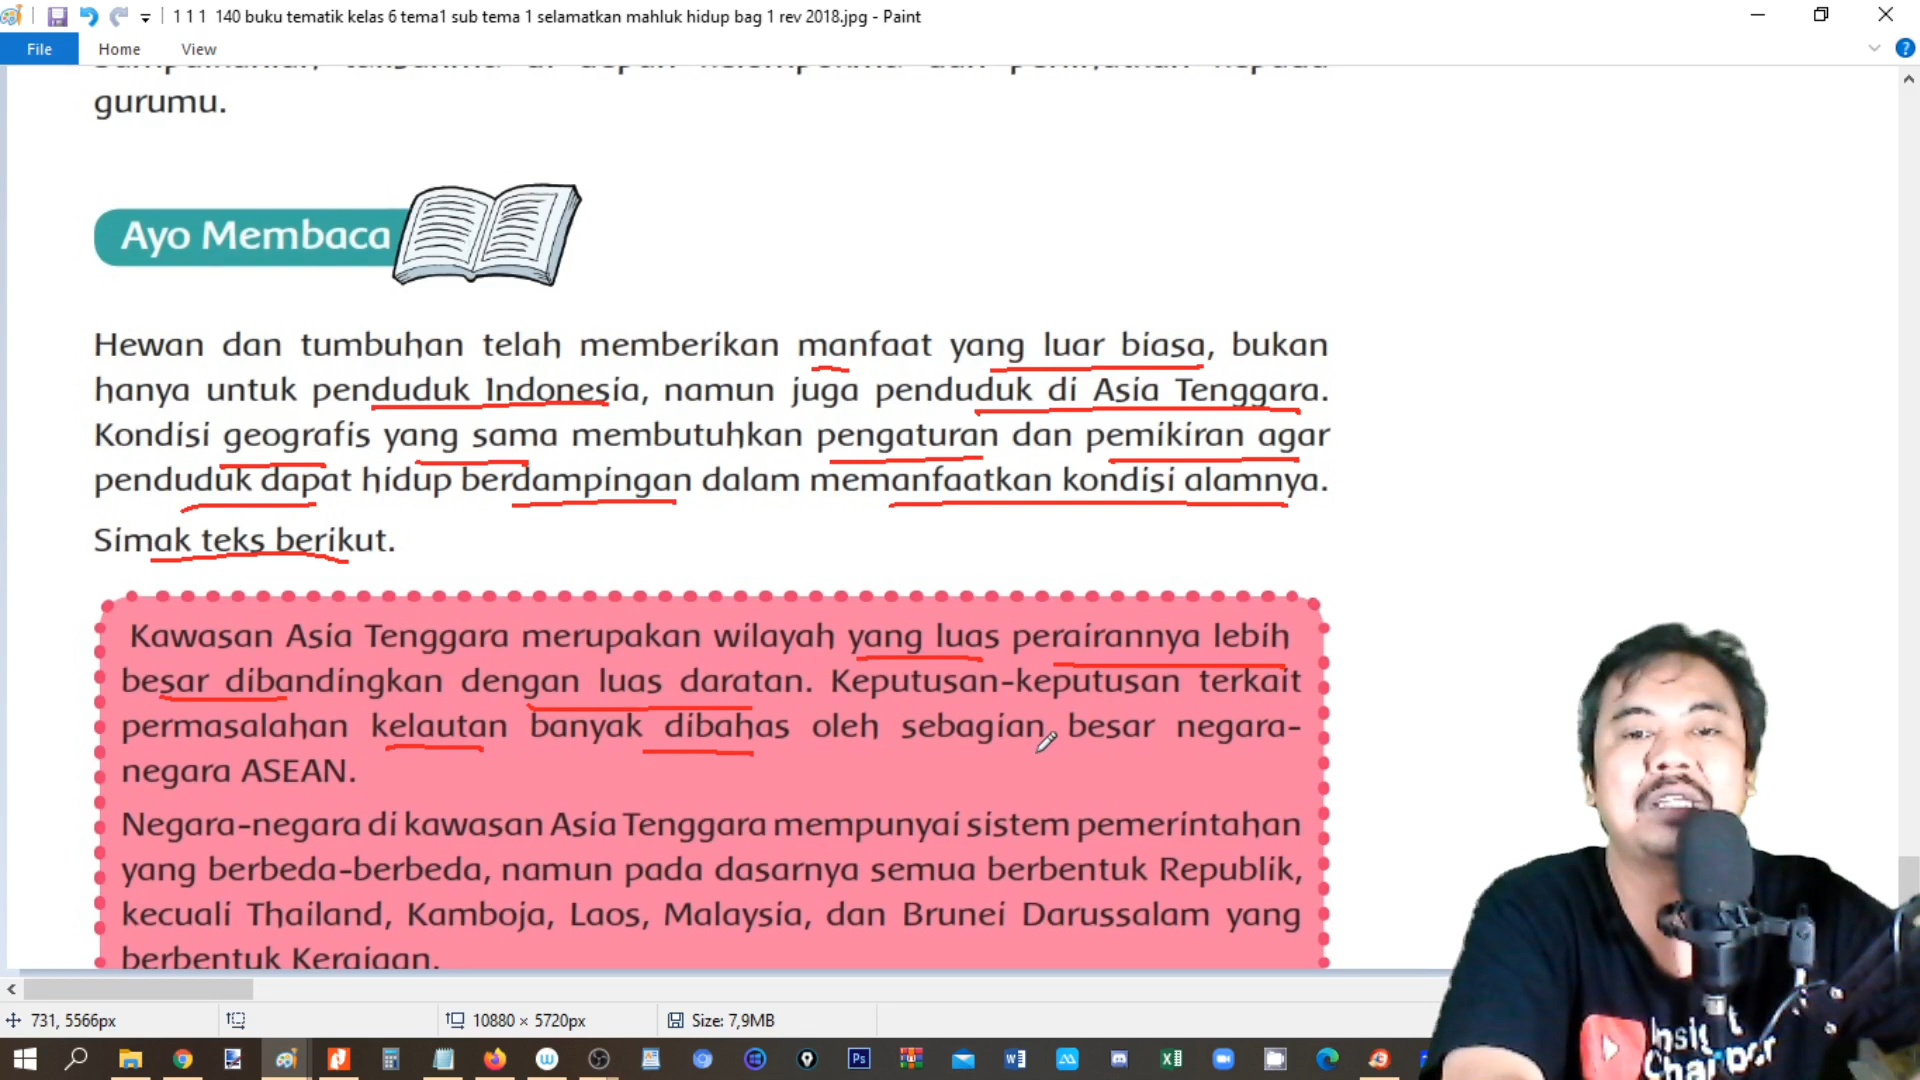 1 1 1 140 buku tematik kelas 6 tema1 sub tema 1 selamatkan mahluk hidup bag 1 rev 2018.jpg - Paint
File Home View
gurumu.
Ayo Membaca
Hewan dan tumbuhan telah memberikan manfaat yang luar biasa, bukan
hanya untuk penduduk Indonesia, namun juga penduduk di Asia Tenggara.
Kondisi geografis yang sama membutuhkan pengaturan dan pemikiran agar
penduduk dapat hidup berdampingan dalam memanfaatkan kondisi alamnya.
Simak teks berikut.
Kawasan Asia Tenggara merupakan wilayah yang luas perairannya lebih
besar dibandingkan dengan luas daratan. Keputusan-keputusan terkait
permasalahan kelautan banyak dibahas oleh sebagian besar negara-
negara ASEAN.
Negara-negara di kawasan Asia Tenggara mempunyai sistem pemerintahan
yang berbeda-berbeda, namun pada dasarnya semua berbentuk Republik,
kecuali Thailand, Kamboja, Laos, Malaysia, dan Brunei Darussalam yang
berbentuk Kerajaan.
731, 5566px 10880 × 5720px Size: 7,9MB